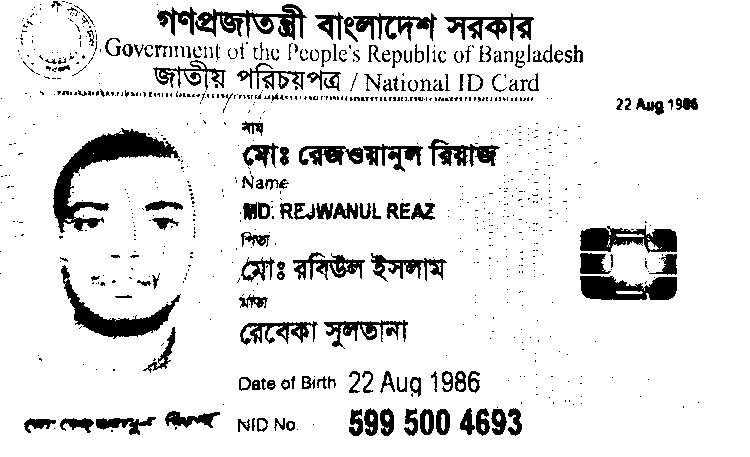 গণপ্রজাতন্ত্রী বাংলাদেশ সরকার
Government of the People's Republic of Bangladesh
জাতীয় পরিচয়পত্র / National ID Card
22 Aug 1986
নাম
মোঃ রেজওয়ানুল রিয়াজ
Name
MD. REJWANUL REAZ
পিতা
মোঃ রবিউল ইসলাম
মাতা
রেবেকা সুলতানা
Date of Birth 22 Aug 1986
NID No. 599 500 4693